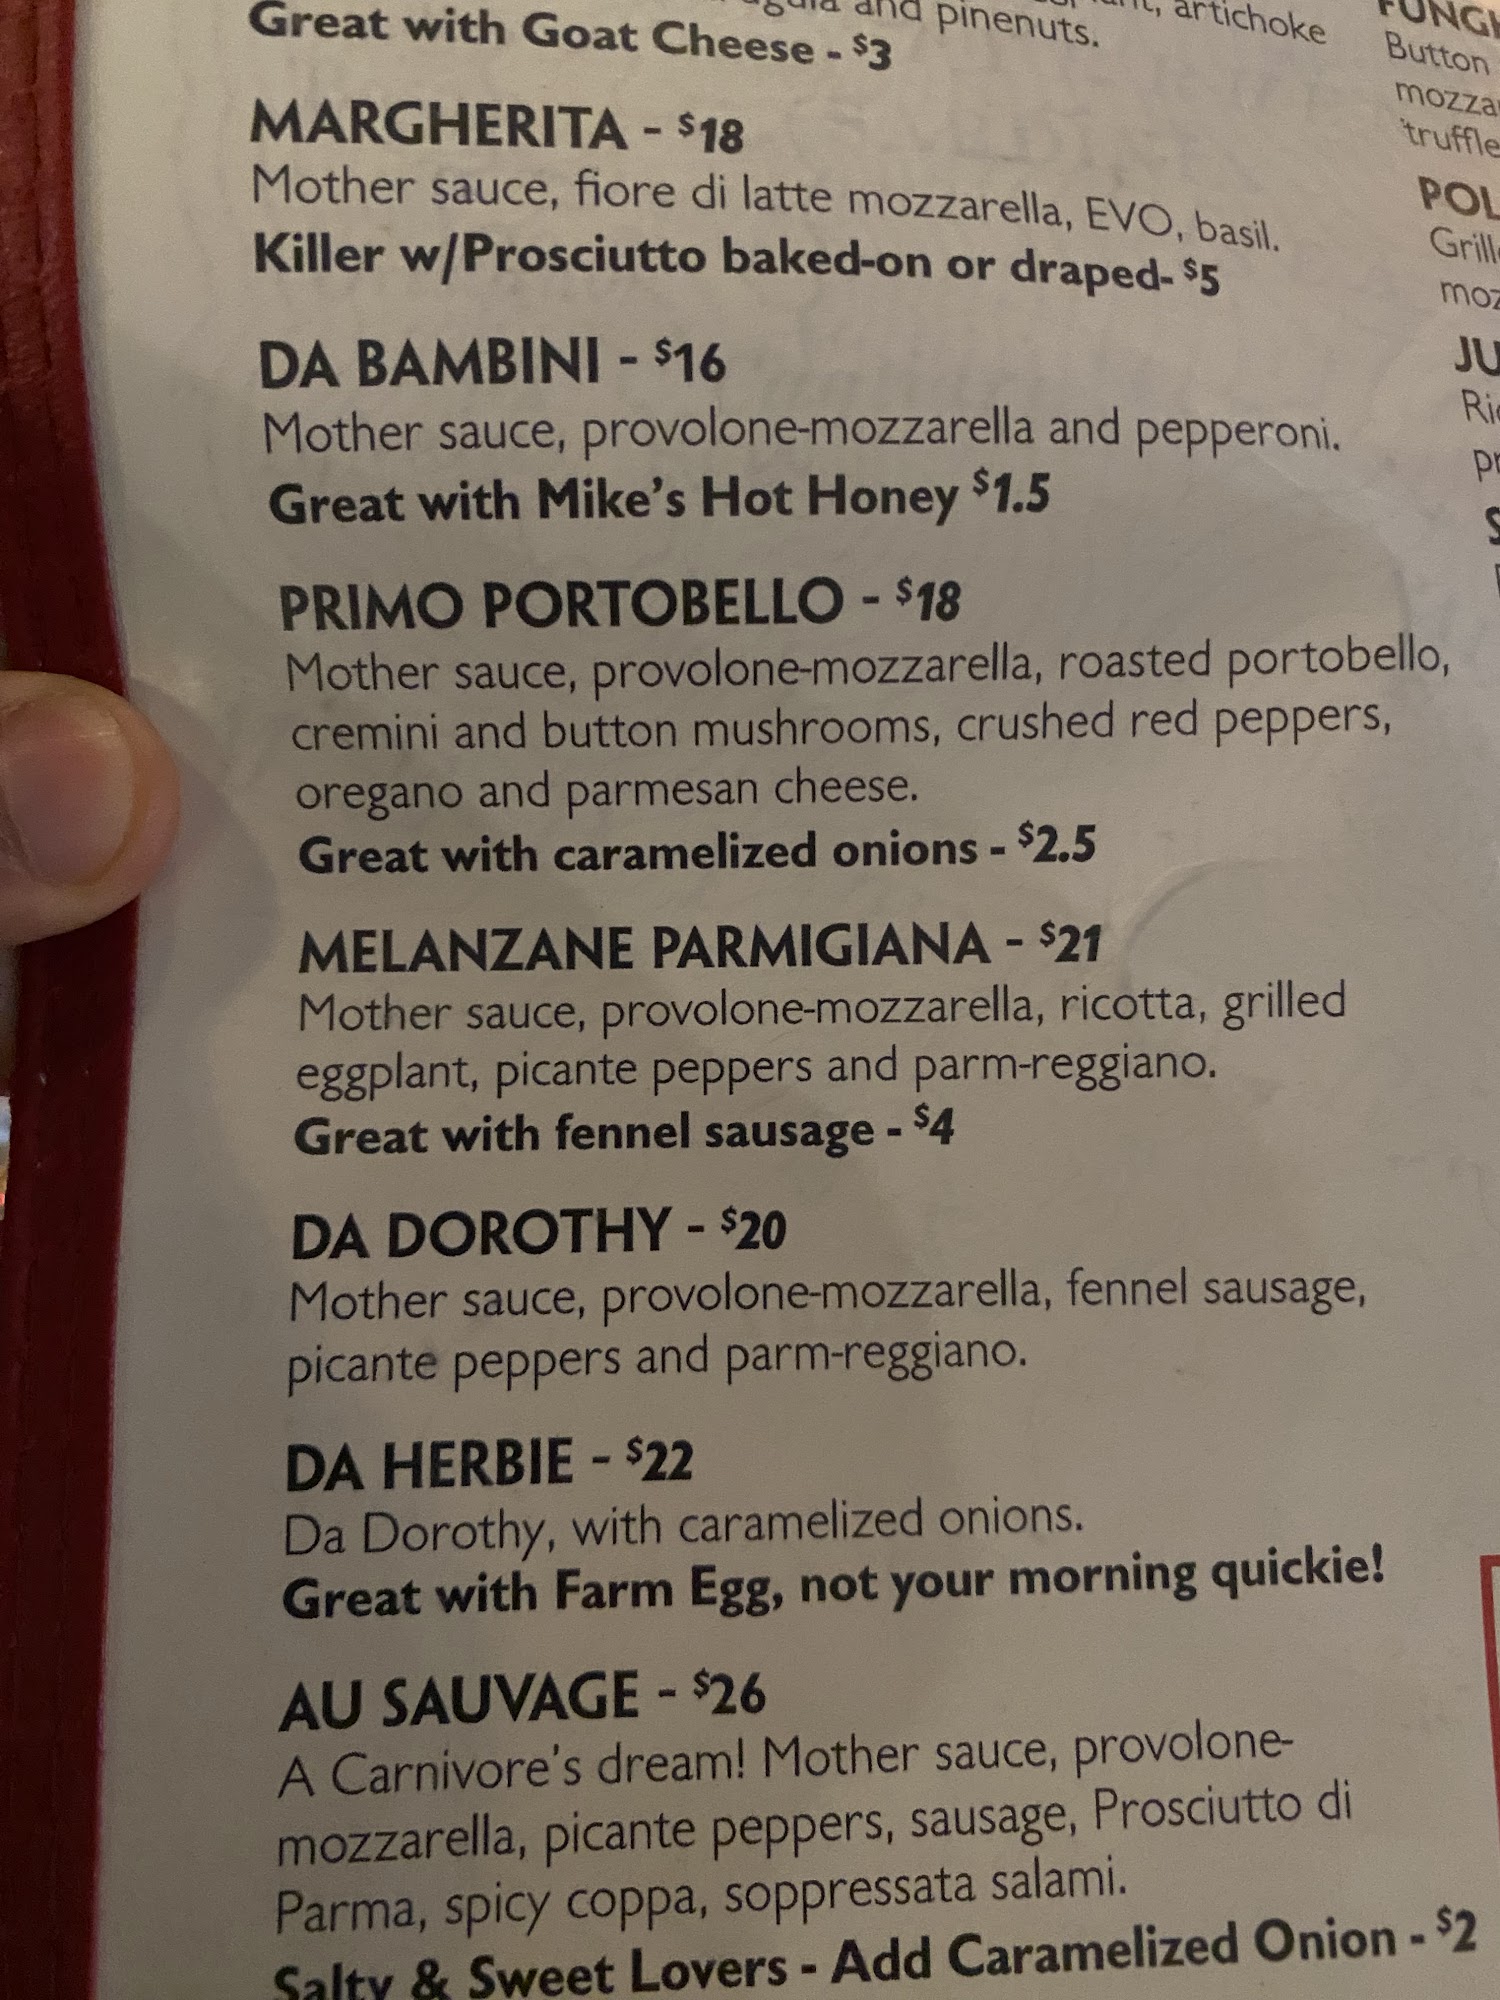 and pinenuts.
artichoke
Great with Goat Cheese - $3
MARGHERITA - $18
Mother sauce, fiore di latte mozzarella, EVO, basil.
Killer w/Prosciutto baked-on or draped- $5
DA BAMBINI - $16
Mother sauce, provolone-mozzarella and pepperoni.
Great with Mike's Hot Honey $1.5
PRIMO PORTOBELLO - $18
Mother sauce, provolone-mozzarella, roasted portobello,
cremini and button mushrooms, crushed red peppers,
oregano and parmesan cheese.
Great with caramelized onions - $2.5
MELANZANE PARMIGIANA - $21
Mother sauce, provolone-mozzarella, ricotta, grilled
eggplant, picante peppers and parm-reggiano.
Great with fennel sausage - $4
DA DOROTHY - $20
Mother sauce, provolone-mozzarella, fennel sausage,
picante peppers and parm-reggiano.
DA HERBIE - $22
Da Dorothy, with caramelized onions.
Great with Farm Egg, not your morning quickie!
AU SAUVAGE - $26
A Carnivore's dream! Mother sauce, provolone-
mozzarella, picante peppers, sausage, Prosciutto di
Parma, spicy coppa, soppressata salami.
Salty & Sweet Lovers - Add Caramelized Onion - $2
Button